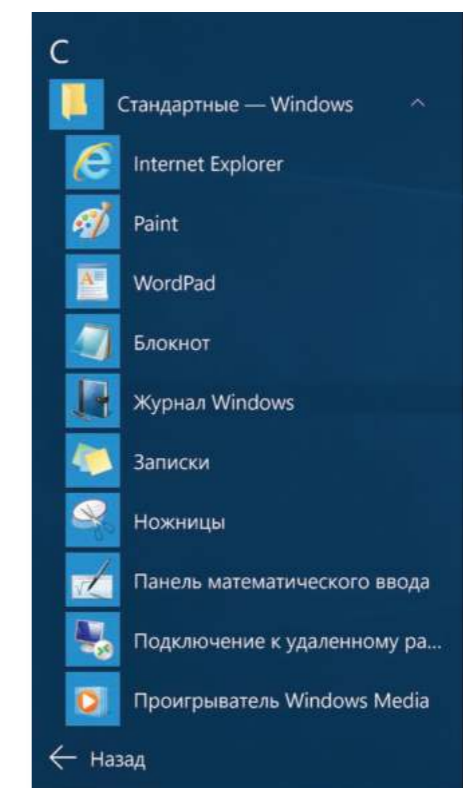 С
Стандартные — Windows
Internet Explorer
Paint
WordPad
Блокнот
Журнал Windows
Записки
Ножницы
Панель математического ввода
Подключение к удаленному ра...
Проигрыватель Windows Media
Назад